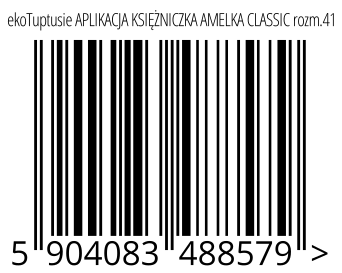 ekoTuptusie APLIKACJA KSIĘŻNICZKA AMELKA CLASSIC rozm.41
5 904083 488579 >